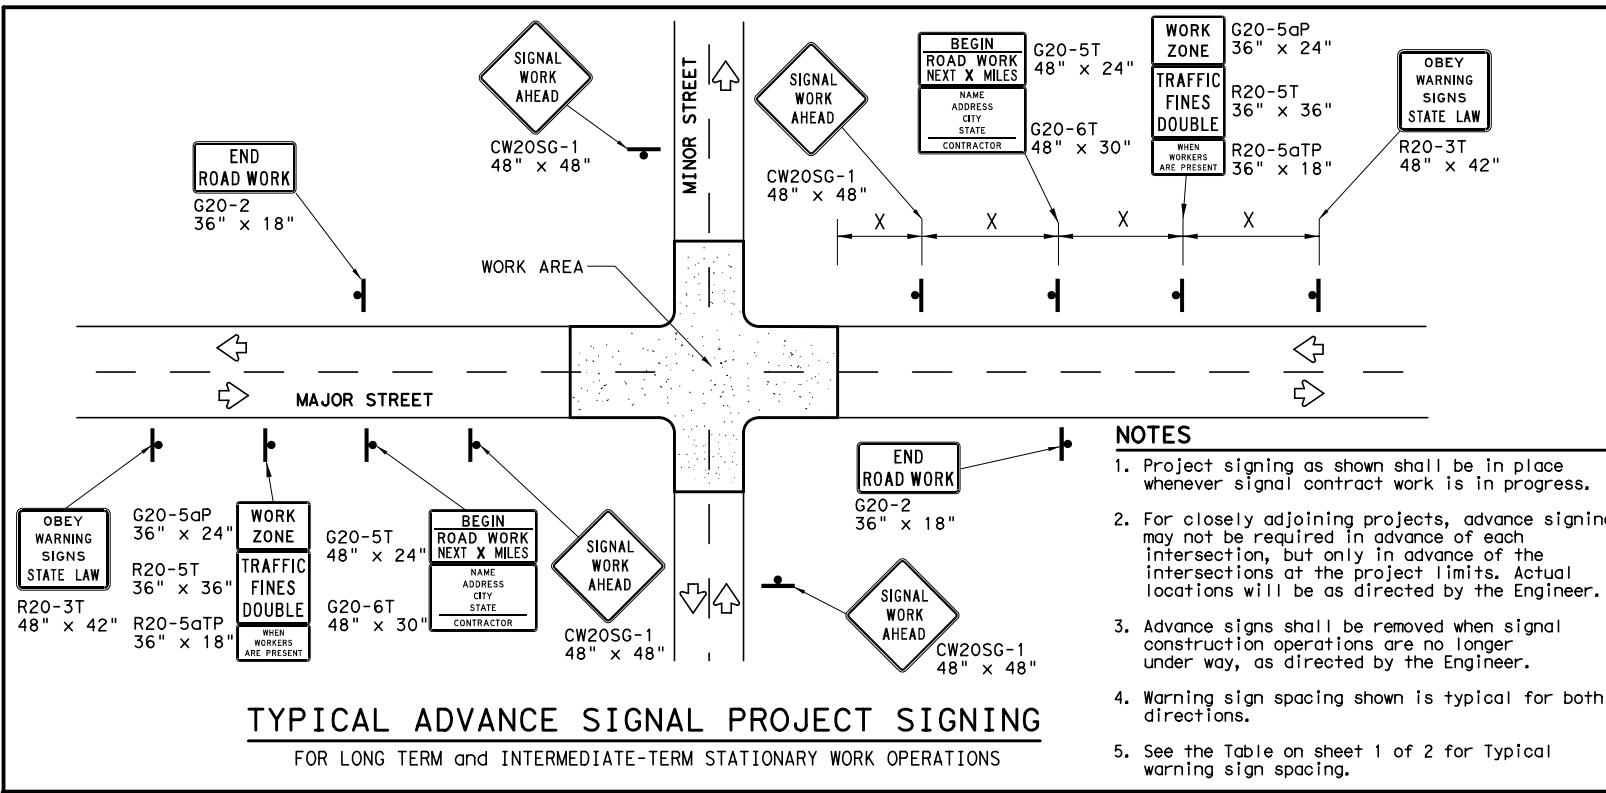 SIGNAL
WORK
AHEAD
CW20SG-1
48" x 48"
END
ROAD WORK
G20-2
36" x 18"
MINOR STREET
SIGNAL
WORK
AHEAD
CW20SG-1
48" x 48"
BEGIN
ROAD WORK
NEXT X MILES
NAME
ADDRESS
CITY
STATE
CONTRACTOR
G20-5T
48" x 24"
G20-6T
48" x 30"
WORK
ZONE
TRAFFIC
FINES
DOUBLE
WHEN
WORKERS
ARE PRESENT
G20-5aP
36" x 24"
R20-5T
36" x 36"
R20-5aTP
36" x 18"
OBEY
WARNING
SIGNS
STATE LAW
R20-3T
48" x 42"
X
X
X
X
WORK AREA
MAJOR STREET
OBEY
WARNING
SIGNS
STATE LAW
R20-3T
48" x 42"
G20-5aP
36" x 24"
R20-5T
36" x 36"
R20-5aTP
36" x 18"
WORK
ZONE
TRAFFIC
FINES
DOUBLE
WHEN
WORKERS
ARE PRESENT
G20-5T
48" x 24"
G20-6T
48" x 30"
BEGIN
ROAD WORK
NEXT X MILES
NAME
ADDRESS
CITY
STATE
CONTRACTOR
SIGNAL
WORK
AHEAD
CW20SG-1
48" x 48"
END
ROAD WORK
G20-2
36" x 18"
SIGNAL
WORK
AHEAD
CW20SG-1
48" x 48"
NOTES
1. Project signing as shown shall be in place
whenever signal contract work is in progress.
2. For closely adjoining projects, advance signing
may not be required in advance of each
intersection, but only in advance of the
intersections at the project limits. Actual
locations will be as directed by the Engineer.
3. Advance signs shall be removed when signal
construction operations are no longer
under way, as directed by the Engineer.
4. Warning sign spacing shown is typical for both
directions.
5. See the Table on sheet 1 of 2 for Typical
warning sign spacing.
TYPICAL ADVANCE SIGNAL PROJECT SIGNING
FOR LONG TERM and INTERMEDIATE-TERM STATIONARY WORK OPERATIONS